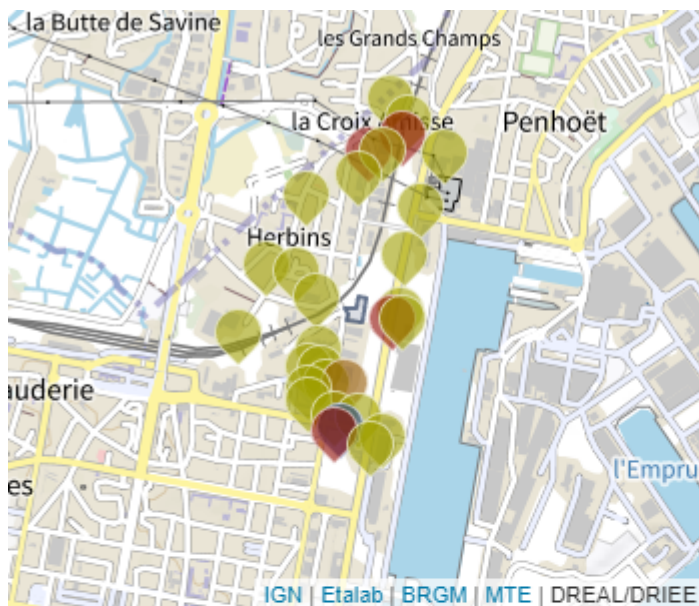 la Butte de Savine
les Grands Champs
la Croix Amisse
Penhoët
Herbins
auderie
es
l'Empru
IGN | Etalab | BRGM | MTE | DREAL/DRIEE